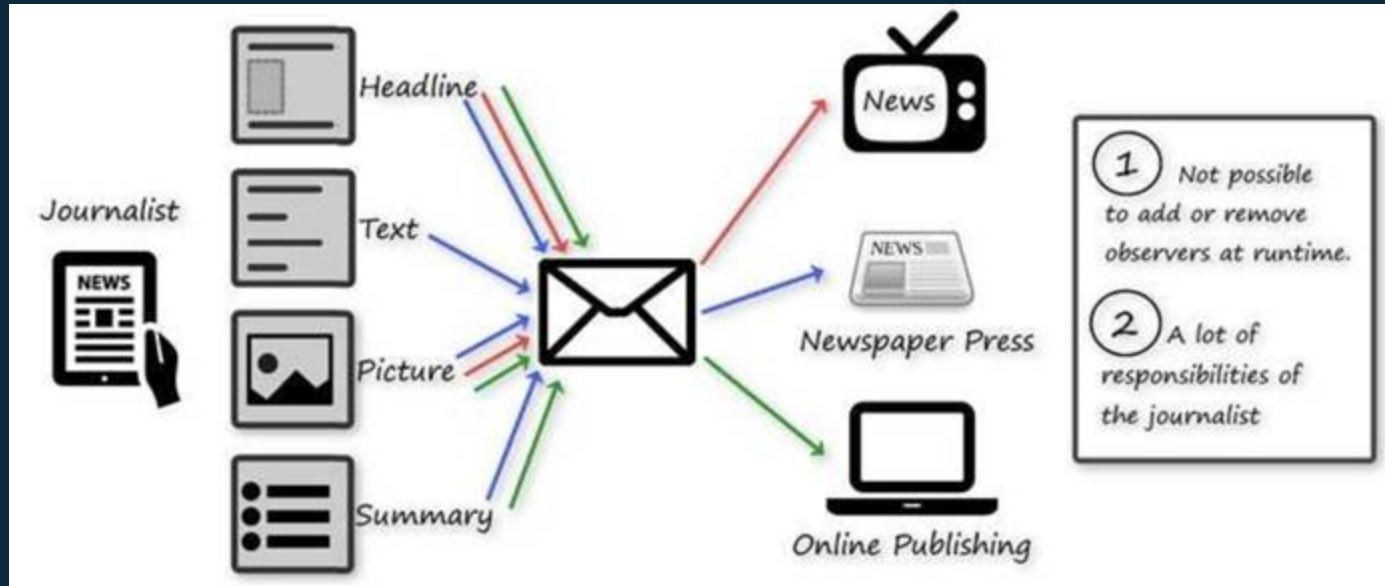 Journalist
NEWS
Headline
Text
Picture
Summary
News
NEWS
Newspaper Press
Online Publishing
1 Not possible
to add or remove
observers at runtime.
2 A lot of
responsibilities of
the journalist